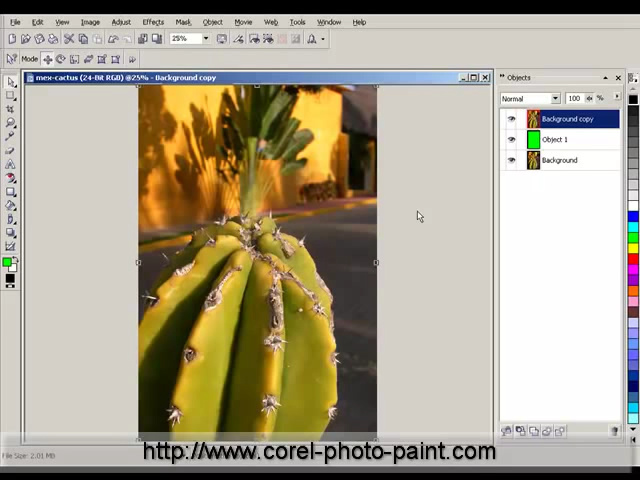 File Edit View Image Adjust Effects Mask Object Movie Web Tools Window Help
25%
Mode
mex-cactus (24-Bit RGB) @25% - Background copy
Objects
Normal 100 %
Background copy
Object 1
Background
http://www.corel-photo-paint.com
File Size: 2.01 MB